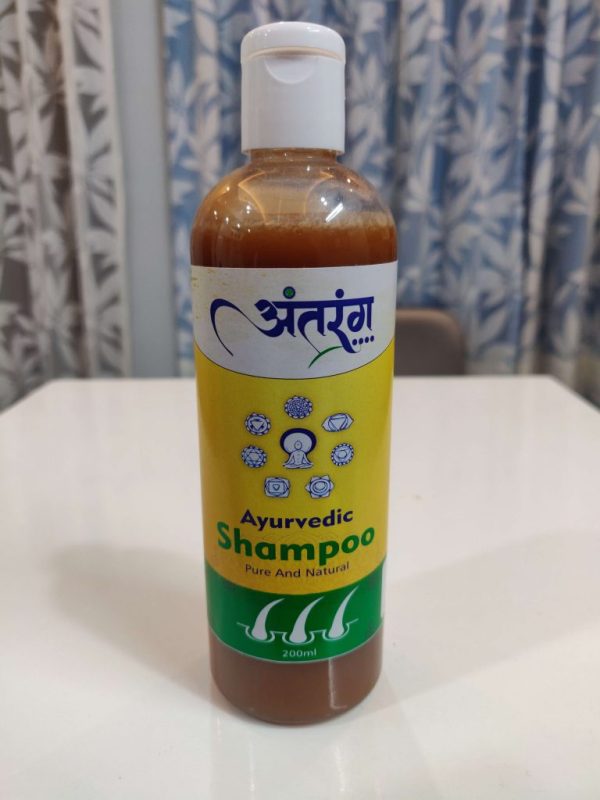 अंतरंग
Ayurvedic
Shampoo
Pure And Natural
200ml